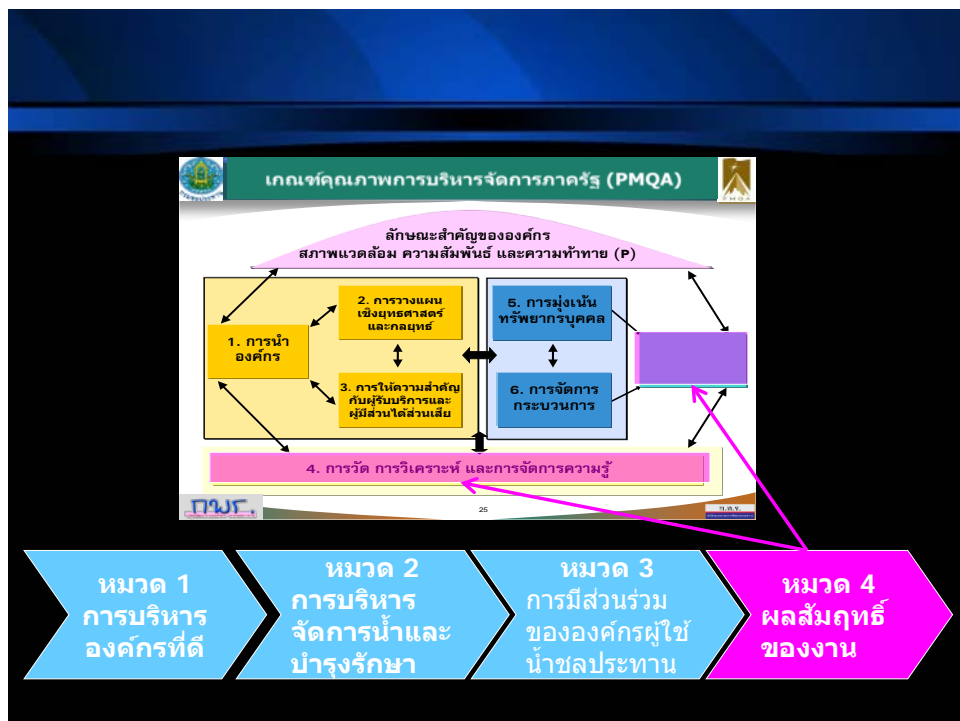 เกณฑ์คุณภาพการบริหารจัดการภาครัฐ (PMQA)
PMQA
ลักษณะสำคัญขององค์กร
สภาพแวดล้อม ความสัมพันธ์ และความท้าทาย (P)
1. การนำ
องค์กร
2. การวางแผน
เชิงยุทธศาสตร์
และกลยุทธ์
3. การให้ความสำคัญ
กับผู้รับบริการและ
ผู้มีส่วนได้ส่วนเสีย
5. การมุ่งเน้น
ทรัพยากรบุคคล
6. การจัดการ
กระบวนการ
4. การวัด การวิเคราะห์ และการจัดการความรู้
กพร.
25
ก.พ.ร.
หมวด 1
การบริหาร
องค์กรที่ดี
หมวด 2
การบริหาร
จัดการน้ำและ
บำรุงรักษา
หมวด 3
การมีส่วนร่วม
ขององค์กรผู้ใช้
น้ำชลประทาน
หมวด 4
ผลสัมฤทธิ์
ของงาน